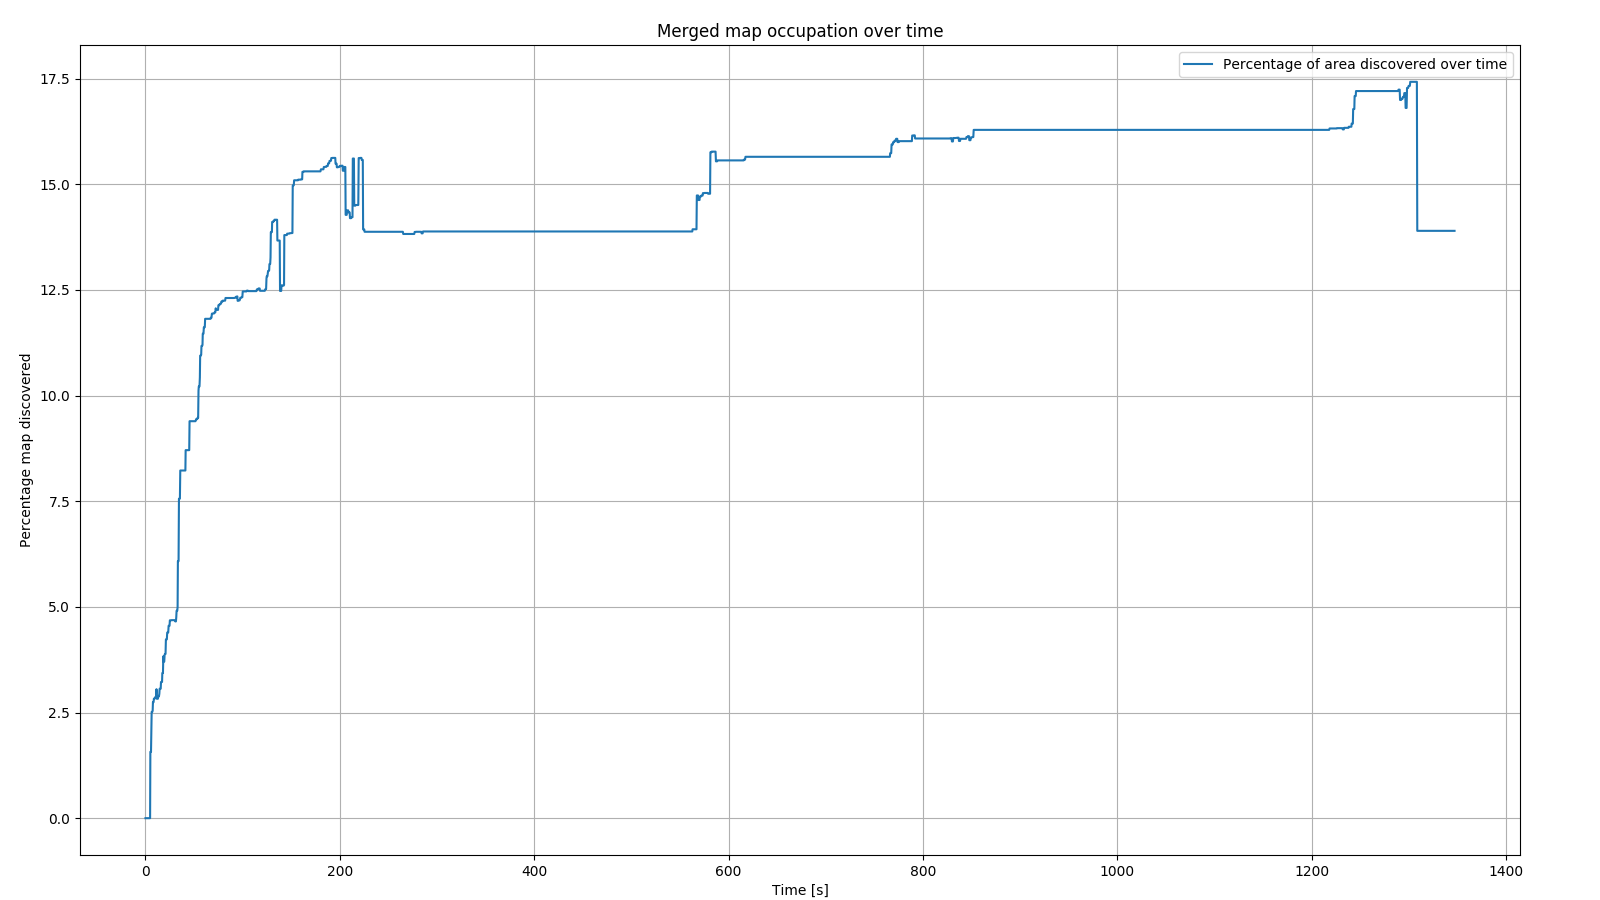 Merged map occupation over time
Percentage of area discovered over time
17.5
15.0
12.5
10.0
7.5
5.0
2.5
0.0
Percentage map discovered
0 200 400 600 800 1000 1200 1400
Time [s]